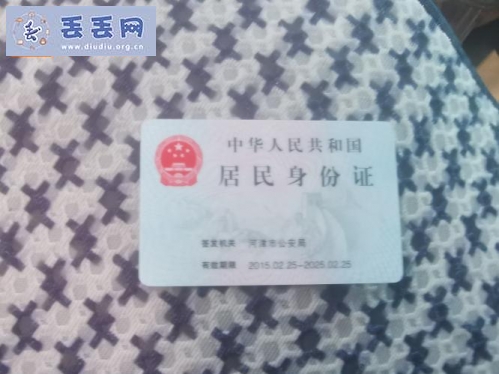 丢丢网
www.diudiu.org.cn
中华人民共和国
居民身份证
签发机关 河津市公安局
有效期限 2015.02.25-2025.02.25